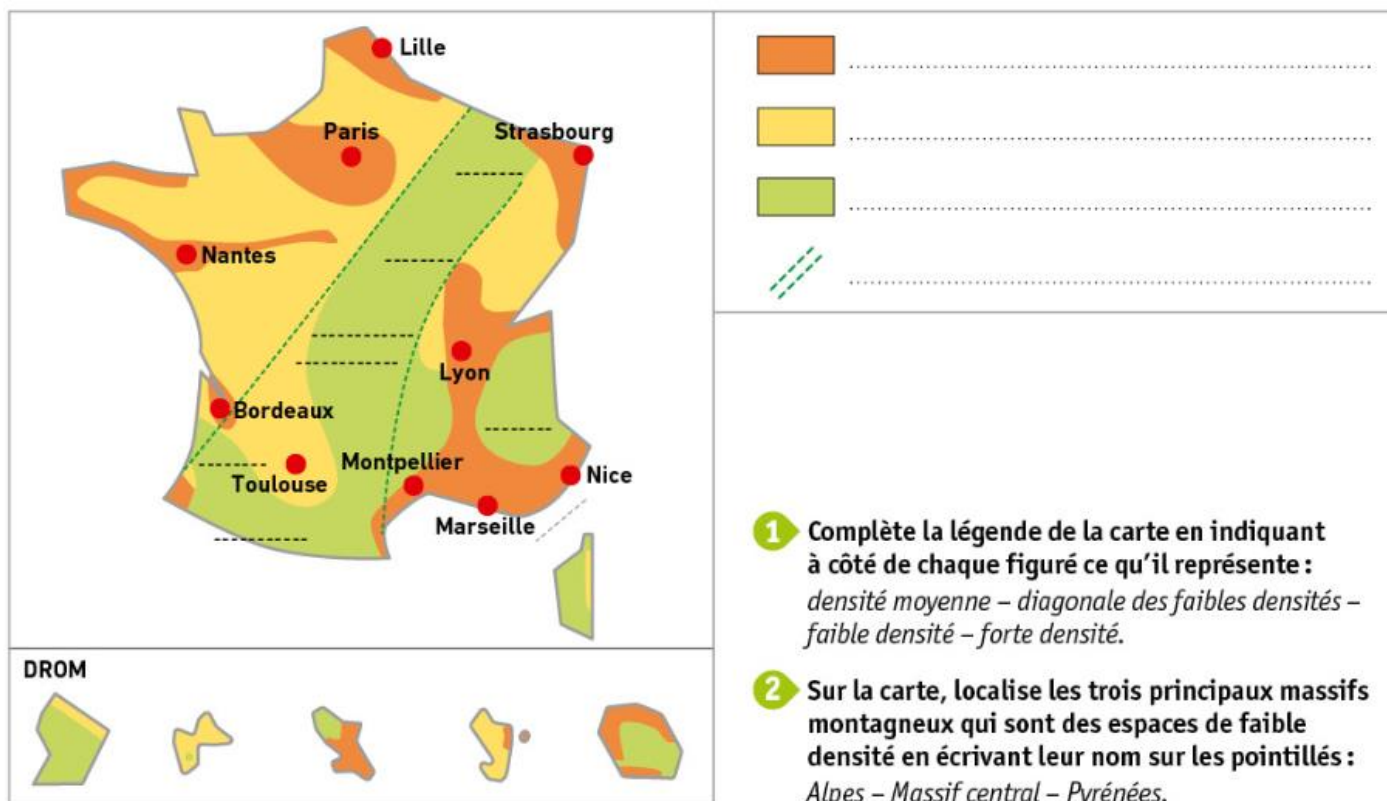 Lille
Paris
Strasbourg
Nantes
Lyon
Bordeaux
Toulouse
Montpellier
Nice
Marseille
DROM
1 Complète la légende de la carte en indiquant
à côté de chaque figuré ce qu'il représente :
densité moyenne – diagonale des faibles densités –
faible densité – forte densité.
2 Sur la carte, localise les trois principaux massifs
montagneux qui sont des espaces de faible
densité en écrivant leur nom sur les pointillés :
Alpes – Massif central – Pyrénées.